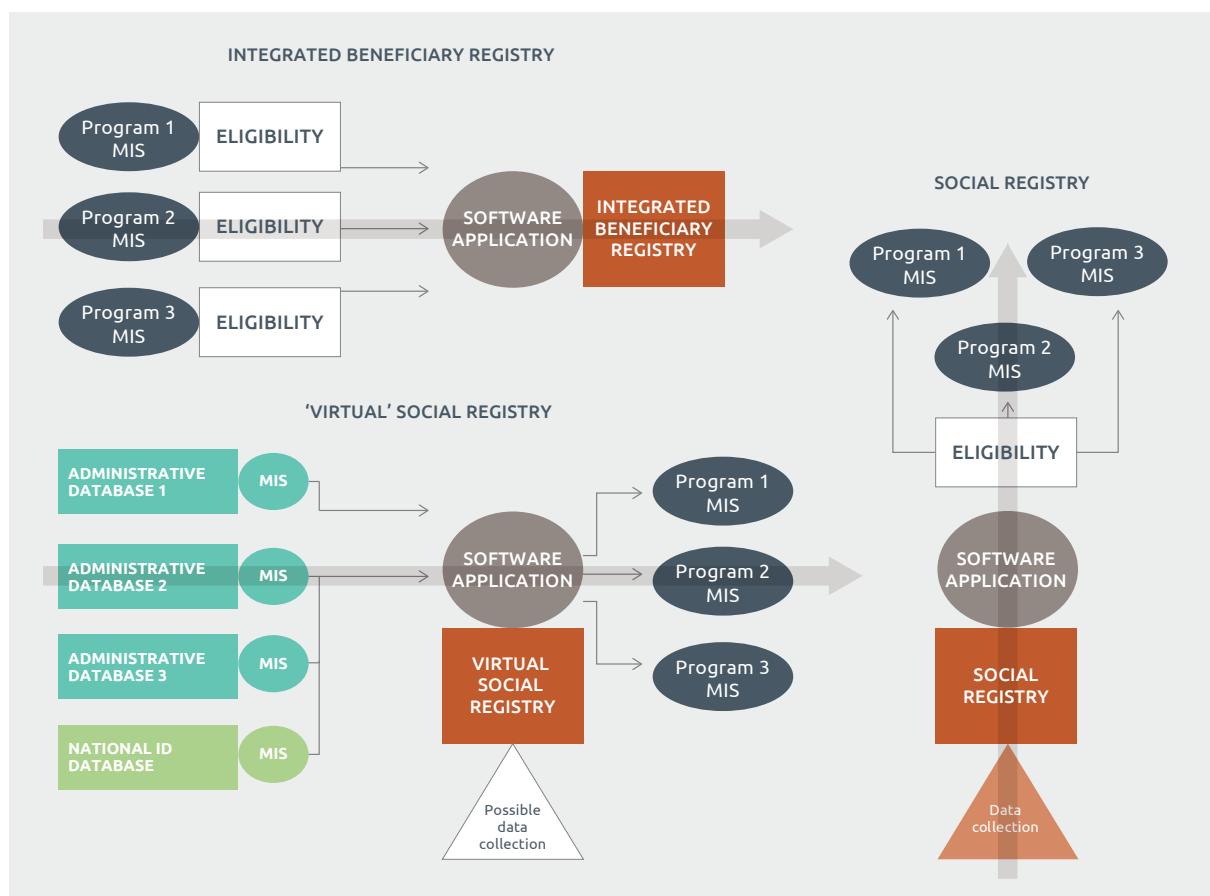 INTEGRATED BENEFICIARY REGISTRY
Program 1
MIS
ELIGIBILITY
Program 2
MIS
ELIGIBILITY
Program 3
MIS
ELIGIBILITY
SOFTWARE
APPLICATION
INTEGRATED
BENEFICIARY
REGISTRY
‘VIRTUAL’ SOCIAL REGISTRY
ADMINISTRATIVE
DATABASE 1
MIS
ADMINISTRATIVE
DATABASE 2
MIS
ADMINISTRATIVE
DATABASE 3
MIS
NATIONAL ID
DATABASE
MIS
SOFTWARE
APPLICATION
VIRTUAL
SOCIAL
REGISTRY
Possible
data
collection
Program 1
MIS
Program 2
MIS
Program 3
MIS
SOCIAL REGISTRY
Program 1
MIS
Program 3
MIS
Program 2
MIS
ELIGIBILITY
SOFTWARE
APPLICATION
SOCIAL
REGISTRY
Data
collection